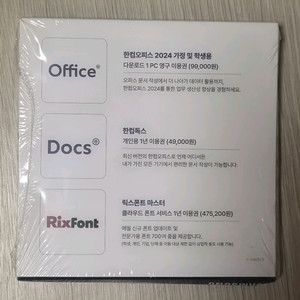 Office®
한컴오피스 2024 가정 및 학생용
다운로드 1 PC 영구 이용권 (99,000원)
오피스 문서 작성에서 더 나아가 데이터 활용까지,
한컴오피스 2024를 통한 업무 생산성 향상을 경험하세요.
Docs®
한컴독스
개인용 1년 이용권 (49,000원)
최신 버전의 한컴오피스로 언제 어디서든
내가 가진 모든 기기에서 편리한 문서 작성이 가능합니다.
RixFont
릭스폰트 마스터
클라우드 폰트 서비스 1년 이용권 (475,200원)
매월 신규 폰트 업데이트 및
전문가용 폰트 700여 종을 제공합니다.